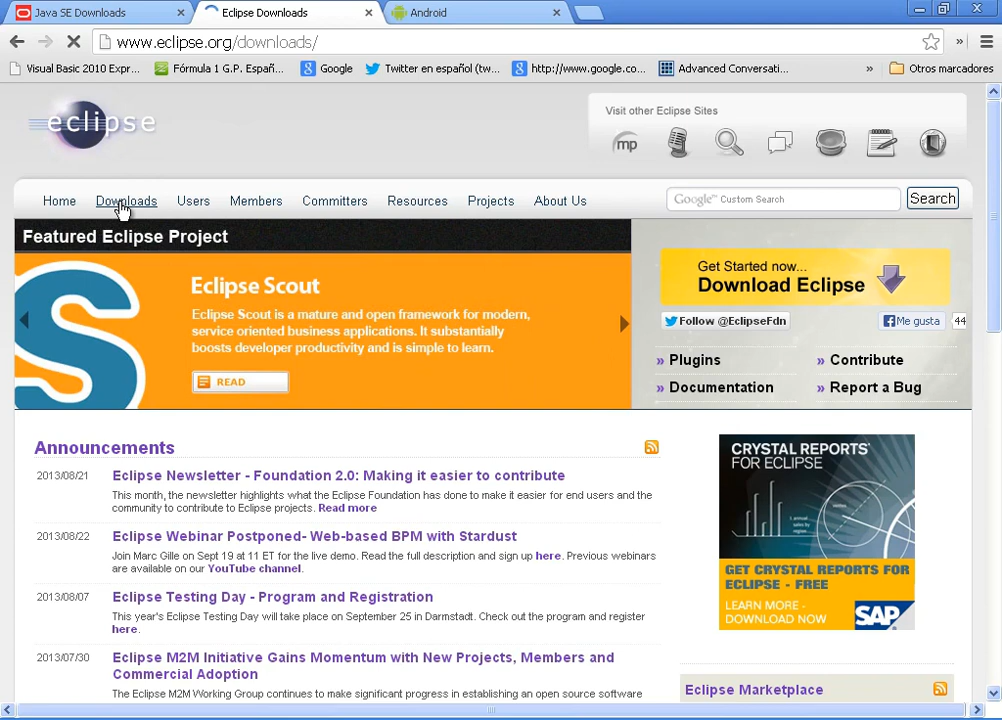 Java SE Downloads
Eclipse Downloads
Android
www.eclipse.org/downloads/
Visual Basic 2010 Expr...
Fórmula 1 G.P. Españ...
Google
Twitter en español (tw...
http://www.google.co...
Advanced Conversati...
»
Otros marcadores
eclipse
Visit other Eclipse Sites
mp
Home
Downloads
Users
Members
Committers
Resources
Projects
About Us
Google™ Custom Search
Search
Featured Eclipse Project
Eclipse Scout
Eclipse Scout is a mature and open framework for modern,
service oriented business applications. It substantially
boosts developer productivity and is simple to learn.
READ
Get Started now...
Download Eclipse
Follow @EclipseFdn
Me gusta
44
» Plugins
» Contribute
» Documentation
» Report a Bug
Announcements
2013/08/21
Eclipse Newsletter - Foundation 2.0: Making it easier to contribute
This month, the newsletter highlights what the Eclipse Foundation has done to make it easier for end users and the
community to contribute to Eclipse projects. Read more
2013/08/22
Eclipse Webinar Postponed- Web-based BPM with Stardust
Join Marc Gille on Sept 19 at 11 ET for the live demo. Read the full description and sign up here. Previous webinars
are available on our YouTube channel.
2013/08/07
Eclipse Testing Day - Program and Registration
This year's Eclipse Testing Day will take place on September 25 in Darmstadt. Check out the program and register
here.
2013/07/30
Eclipse M2M Initiative Gains Momentum with New Projects, Members and
Commercial Adoption
The Eclipse M2M Working Group continues to make significant progress in establishing an open source software
CRYSTAL REPORTS®
FOR ECLIPSE
GET CRYSTAL REPORTS FOR
ECLIPSE - FREE
LEARN MORE -
DOWNLOAD NOW
SAP
Eclipse Marketplace